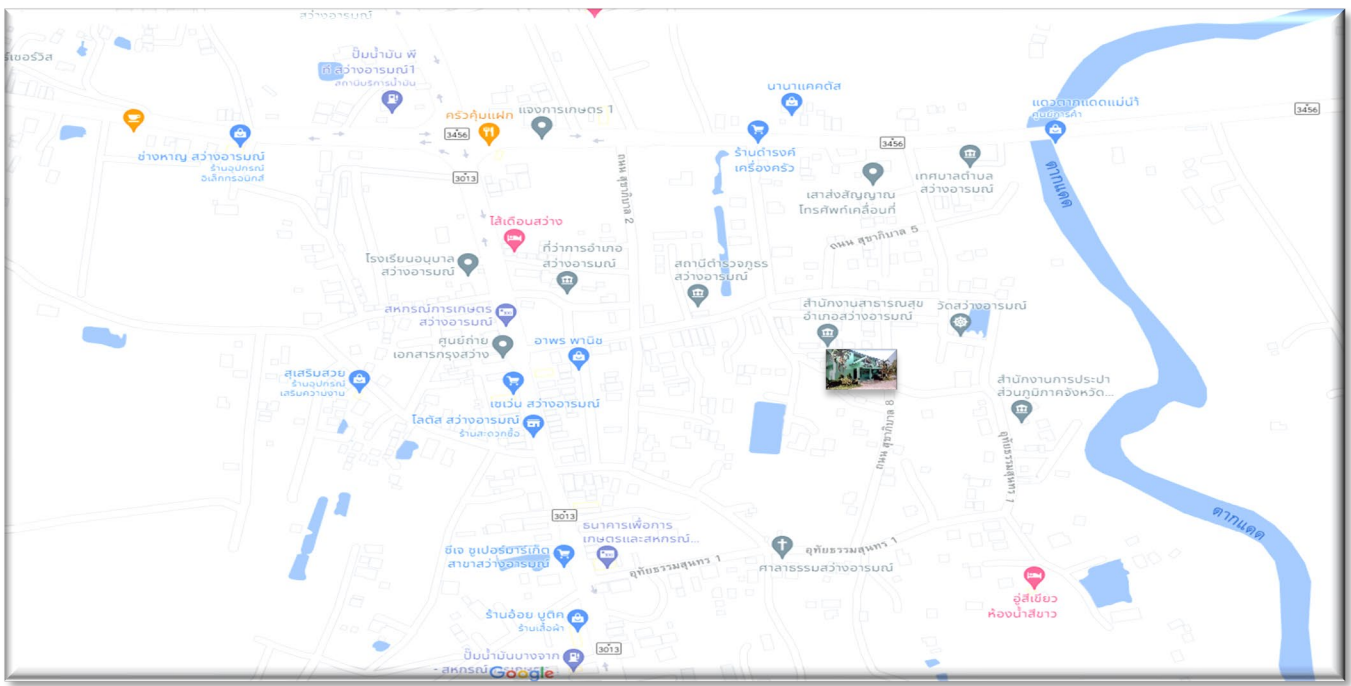 สว่างอารมณ์
ร์เซอร์วิส
ปั๊มน้ำมัน พี
ที สว่างอารมณ์1
สถานีบริการน้ำมัน
นานาแคคตัส
ครัวคุ้มแฝก
แจงการเกษตร 1
แควตากแดดแม่น้ำ
ศูนย์การค้า
3456
3456
3456
ช่างหาญ สว่างอารมณ์
ร้านอุปกรณ์
อิเล็กทรอนิกส์
ร้านดำรงค์
เครื่องครัว
3013
ถนน สุขาภิบาล 2
เทศบาลตำบล
สว่างอารมณ์
เสาส่งสัญญาณ
โทรศัพท์เคลื่อนที่
ตากแดด
ไส้เดือนสว่าง
ถนน สุขาภิบาล 5
โรงเรียนอนุบาล
สว่างอารมณ์
ที่ว่าการอำเภอ
สว่างอารมณ์
สถานีตำรวจภูธร
สว่างอารมณ์
สหกรณ์การเกษตร
สว่างอารมณ์
สำนักงานสาธารณสุข
อำเภอสว่างอารมณ์
วัดสว่างอารมณ์
ศูนย์ถ่าย
เอกสารกรุงสว่าง
อาพร พานิช
สุเสริมสวย
ร้านอุปกรณ์
เสริมความงาม
เซเว่น สว่างอารมณ์
สำนักงานการประปา
ส่วนภูมิภาคจังหวัด...
โลตัส สว่างอารมณ์
ร้านสะดวกซื้อ
ถนน สุขาภิบาล 8
อุทัยธรรมสุนทร 1
3013
ธนาคารเพื่อการ
เกษตรและสหกรณ์...
ตากแดด
ซีเจ ซูเปอร์มาร์เก็ต
สาขาสว่างอารมณ์
อุทัยธรรมสุนทร 1
อุทัยธรรมสุนทร 1
ศาลาธรรมสว่างอารมณ์
อู่สีเขียว
ห้องน้ำสีขาว
ร้านอ้อย บูติค
ร้านเสื้อผ้า
3013
ปั๊มน้ำมันบางจาก
- สหกรณ์
Google